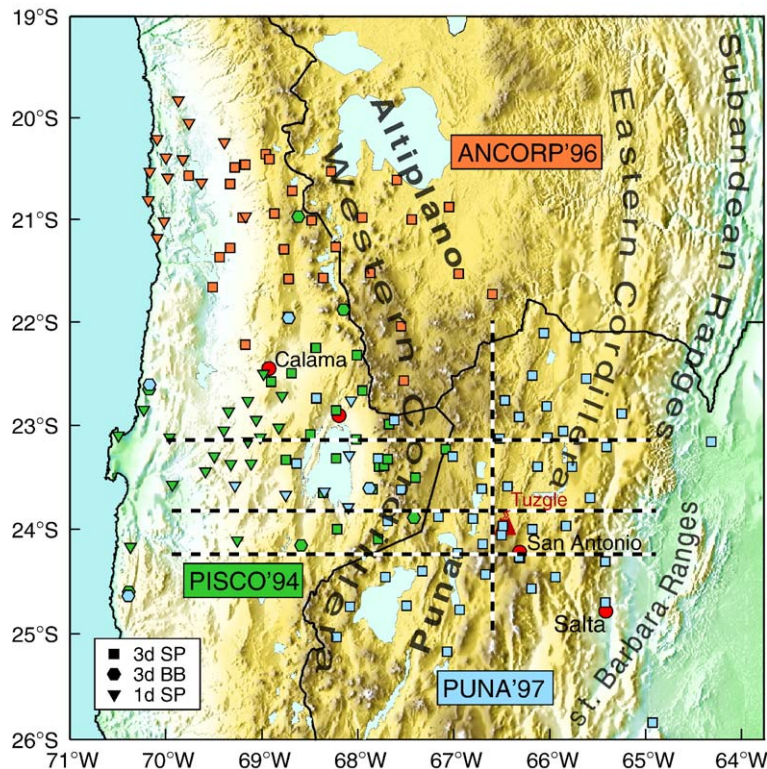 19°S
20°S
21°S
22°S
23°S
24°S
25°S
26°S
71°W
70°W
69°W
68°W
67°W
66°W
65°W
64°W
Altiplano
Western Cordillera
Eastern Cordillera
Subandean Ranges
ANCORP'96
Calama
Tuzgle
San Antonio
PISCO'94
Puna
Salta
St. Barbara Ranges
PUNA'97
3d SP
3d BB
1d SP